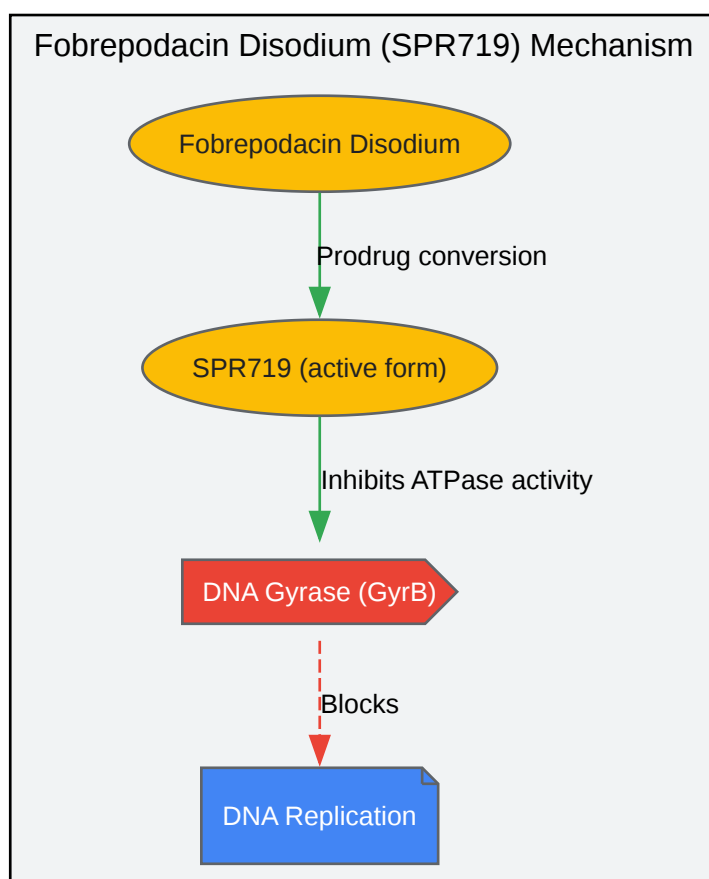 Fobrepodacin Disodium (SPR719) Mechanism
Fobrepodacin Disodium
Prodrug conversion
SPR719 (active form)
Inhibits ATPase activity
DNA Gyrase (GyrB)
Blocks
DNA Replication